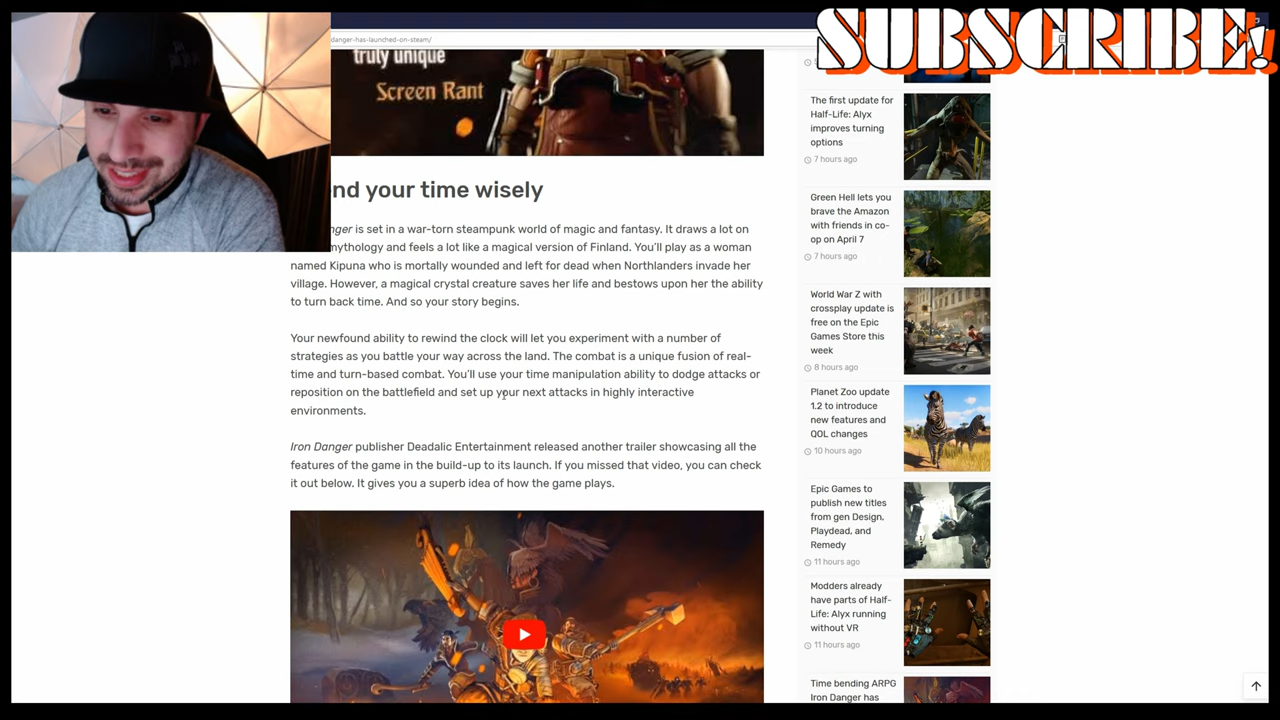 SUBSCRIBE!
danger-has-launched-on-steam/
truly unique
Screen Rant
nd your time wisely
nger is set in a war-torn steampunk world of magic and fantasy. It draws a lot on
mythology and feels a lot like a magical version of Finland. You'll play as a woman
named Kipuna who is mortally wounded and left for dead when Northlanders invade her
village. However, a magical crystal creature saves her life and bestows upon her the ability
to turn back time. And so your story begins.
Your newfound ability to rewind the clock will let you experiment with a number of
strategies as you battle your way across the land. The combat is a unique fusion of real-
time and turn-based combat. You'll use your time manipulation ability to dodge attacks or
reposition on the battlefield and set up your next attacks in highly interactive
environments.
Iron Danger publisher Deadalic Entertainment released another trailer showcasing all the
features of the game in the build-up to its launch. If you missed that video, you can check
it out below. It gives you a superb idea of how the game plays.
The first update for
Half-Life: Alyx
improves turning
options
7 hours ago
Green Hell lets you
brave the Amazon
with friends in co-
op on April 7
7 hours ago
World War Z with
crossplay update is
free on the Epic
Games Store this
week
8 hours ago
Planet Zoo update
1.2 to introduce
new features and
QOL changes
10 hours ago
Epic Games to
publish new titles
from gen Design,
Playdead, and
Remedy
11 hours ago
Modders already
have parts of Half-
Life: Alyx running
without VR
11 hours ago
Time bending ARPG
Iron Danger has